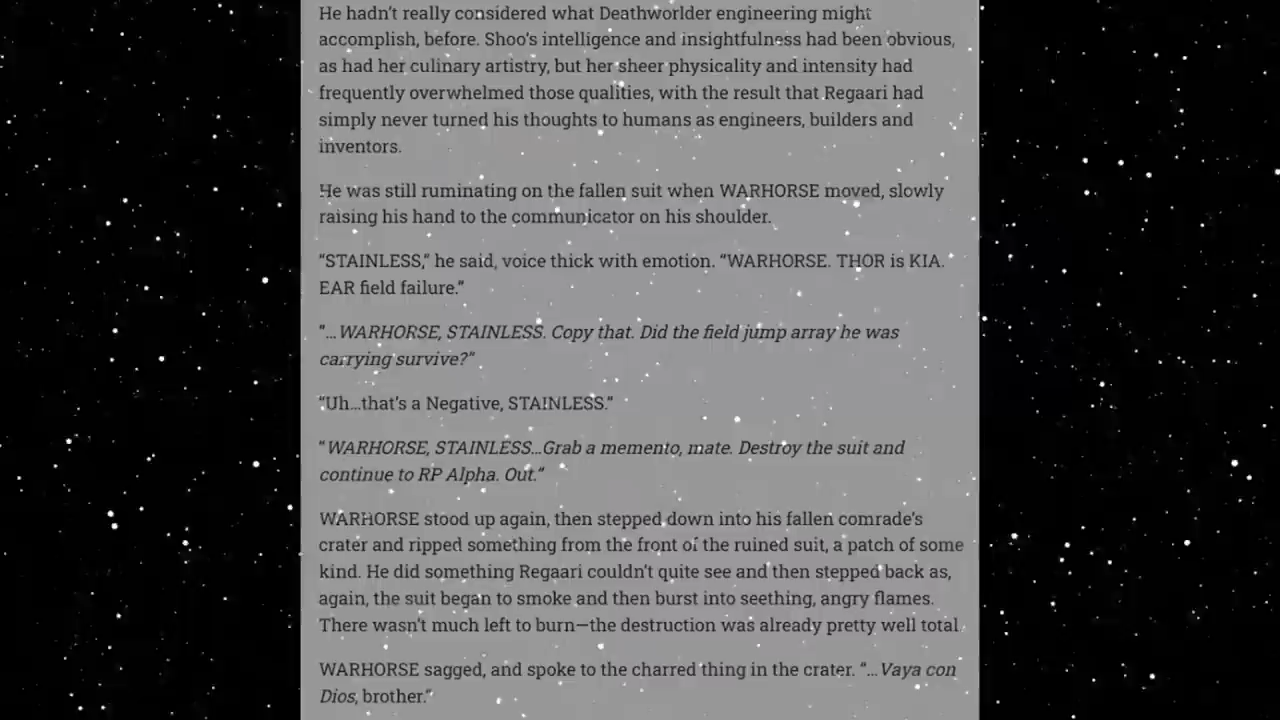 He hadn't really considered what Deathworlder engineering might
accomplish, before. Shoo's intelligence and insightfulness had been obvious,
as had her culinary artistry, but her sheer physicality and intensity had
frequently overwhelmed those qualities, with the result that Regaari had
simply never turned his thoughts to humans as engineers, builders and
inventors.
He was still ruminating on the fallen suit when WARHORSE moved, slowly
raising his hand to the communicator on his shoulder.
“STAINLESS,” he said, voice thick with emotion. “WARHORSE. THOR is KIA.
EAR field failure.”
“…WARHORSE, STAINLESS. Copy that. Did the field jump array he was
carrying survive?”
“Uh…that's a Negative, STAINLESS.”
“WARHORSE, STAINLESS…Grab a memento, mate. Destroy the suit and
continue to RP Alpha. Out.”
WARHORSE stood up again, then stepped down into his fallen comrade's
crater and ripped something from the front of the ruined suit, a patch of some
kind. He did something Regaari couldn't quite see and then stepped back as,
again, the suit began to smoke and then burst into seething, angry flames.
There wasn't much left to burn—the destruction was already pretty well total
WARHORSE sagged, and spoke to the charred thing in the crater. “…Vaya con
Dios, brother.”